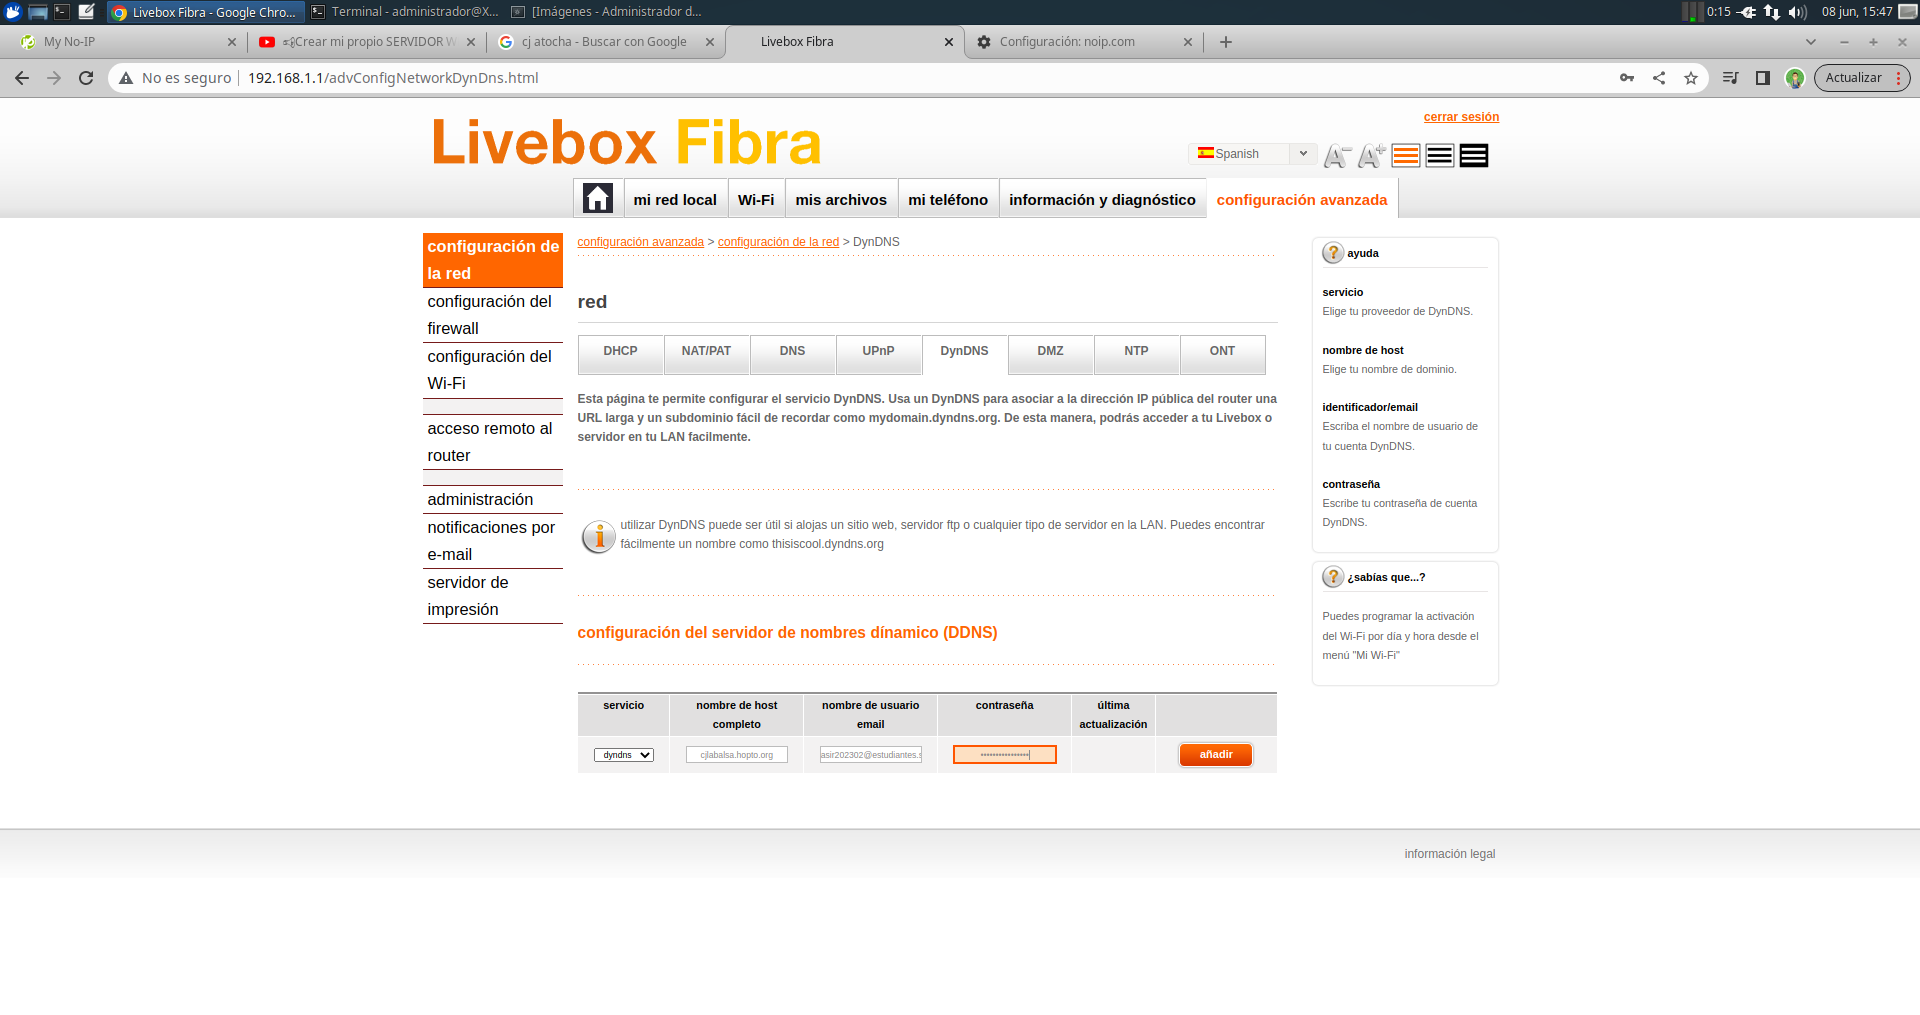 Livebox Fibra - Google Chro...
Terminal - administrador@X...
[Imágenes - Administrador d...
0:15
08 jun, 15:47
My No-IP
Crear mi propio SERVIDOR W
cj atocha - Buscar con Google
Livebox Fibra
Configuración: noip.com
No es seguro
192.168.1.1/advConfigNetworkDynDns.html
Actualizar
cerrar sesión
Livebox Fibra
Spanish
A-
A+
mi red local
Wi-Fi
mis archivos
mi teléfono
información y diagnóstico
configuración avanzada
configuración de
la red
configuración del
firewall
configuración del
Wi-Fi
acceso remoto al
router
administración
notificaciones por
e-mail
servidor de
impresión
configuración avanzada > configuración de la red > DynDNS
red
DHCP
NAT/PAT
DNS
UPnP
DynDNS
DMZ
NTP
ONT
Esta página te permite configurar el servicio DynDNS. Usa un DynDNS para asociar a la dirección IP pública del router una
URL larga y un subdominio fácil de recordar como mydomain.dyndns.org. De esta manera, podrás acceder a tu Livebox o
servidor en tu LAN facilmente.
utilizar DynDNS puede ser útil si alojas un sitio web, servidor ftp o cualquier tipo de servidor en la LAN. Puedes encontrar
fácilmente un nombre como thisiscool.dyndns.org
configuración del servidor de nombres dínamico (DDNS)
servicio
nombre de host
completo
nombre de usuario
email
contraseña
última
actualización
dyndns
cjlabalsa.hopto.org
asir202302@estudiantes.s
añadir
ayuda
servicio
Elige tu proveedor de DynDNS.
nombre de host
Elige tu nombre de dominio.
identificador/email
Escriba el nombre de usuario de
tu cuenta DynDNS.
contraseña
Escribe tu contraseña de cuenta
DynDNS.
¿sabías que...?
Puedes programar la activación
del Wi-Fi por día y hora desde el
menú "Mi Wi-Fi"
información legal